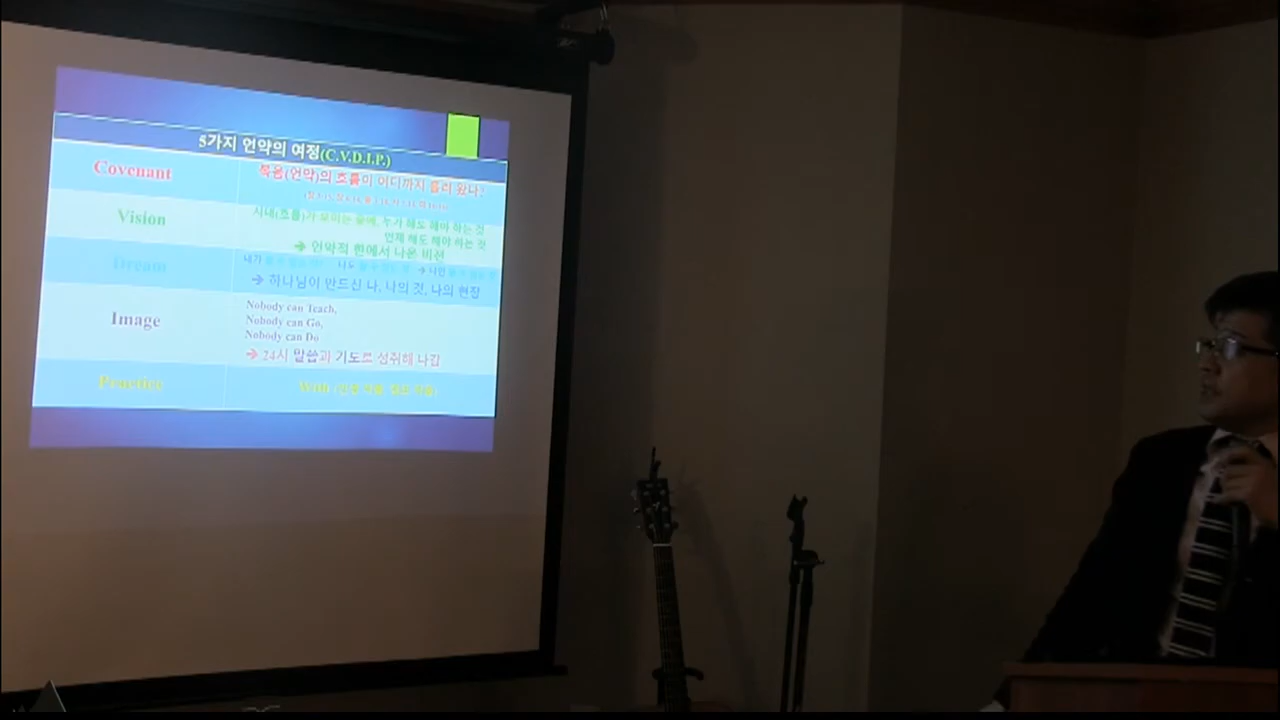 5가지 언약의 여정(C.V.D.I.P.)
Covenant
복음(언약)의 흐름이 어디까지 흘러 왔나?
Vision
시대(흐름)가 보이는 눈에, 누가 해도 해야 하는 것
언제 해도 해야 하는 것
➔ 언약적 한에서 나온 비전
Dream
내가
➔ 하나님이 만드신 나, 나의 것, 나의 현장
Image
Nobody can Teach,
Nobody can Go,
Nobody can Do
➔ 24시 말씀과 기도로 성취해 나감
Practice
With